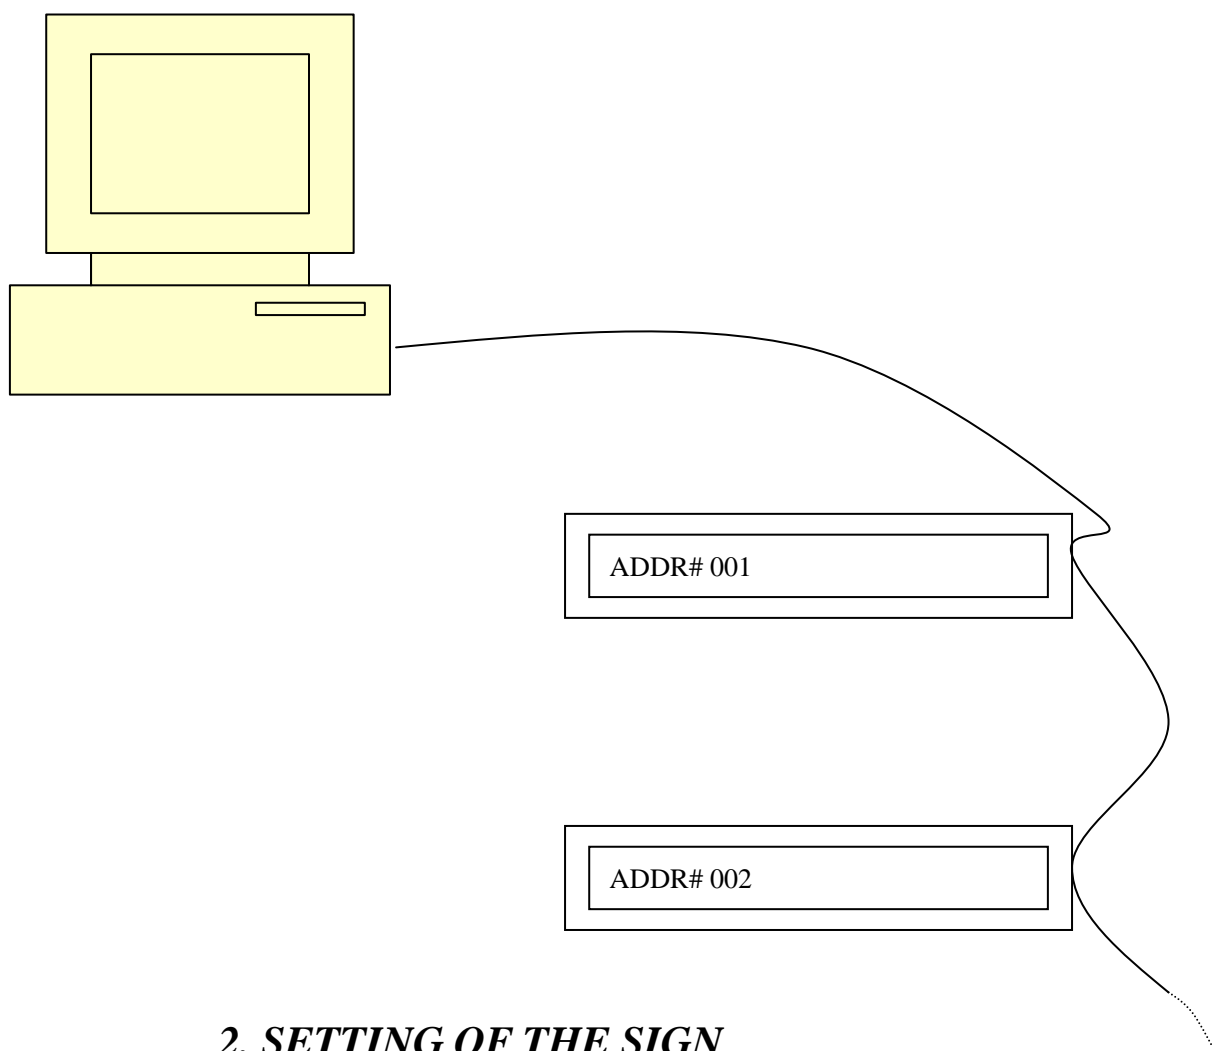 ADDR# 001
ADDR# 002
2. SETTING OF THE SIGN